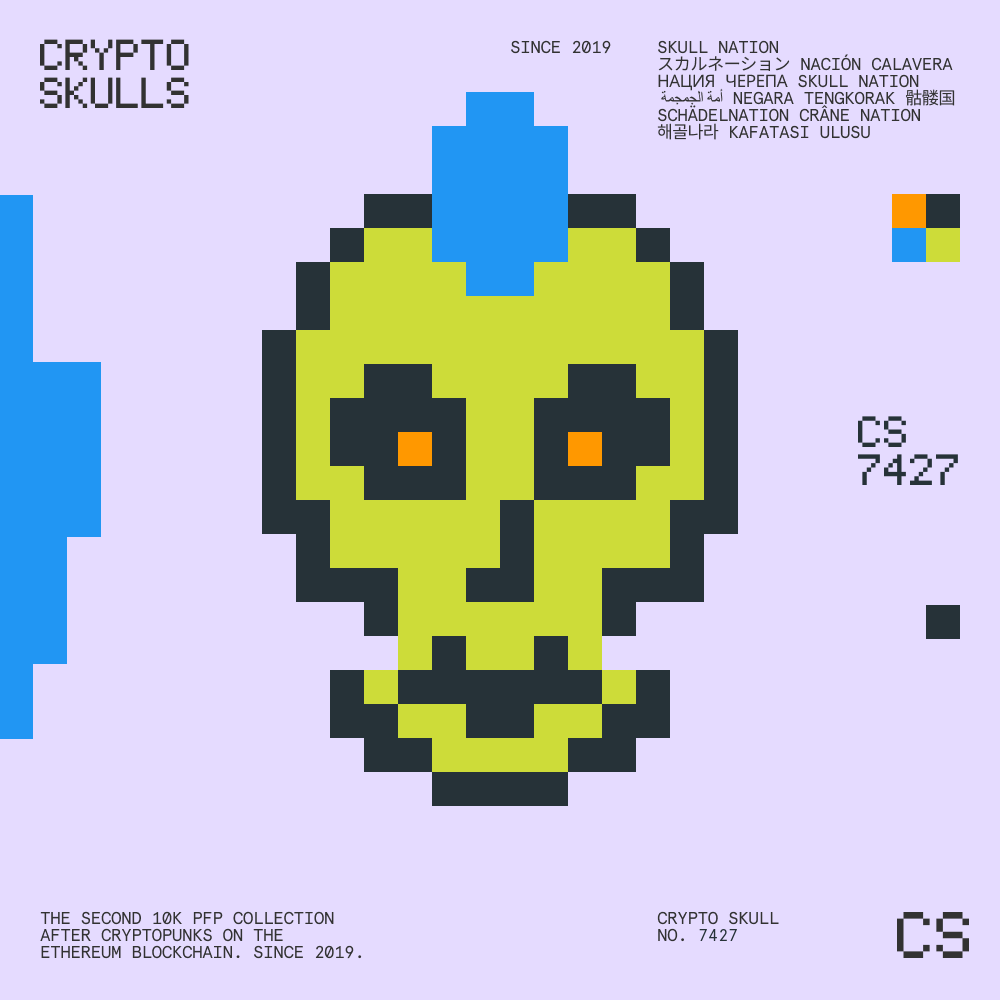 CRYPTO
SKULLS
SINCE 2019
SKULL NATION
スカルネーション NACIÓN CALAVERA
НАЦИЯ ЧЕРЕПА SKULL NATION
أمة الجمجمة NEGARA TENGKORAK 骷髅国
SCHÄDELNATION CRÂNE NATION
해골나라 KAFATASI ULUSU
CS
7427
THE SECOND 10K PFP COLLECTION
AFTER CRYPTOPUNKS ON THE
ETHEREUM BLOCKCHAIN. SINCE 2019.
CRYPTO SKULL
NO. 7427
CS